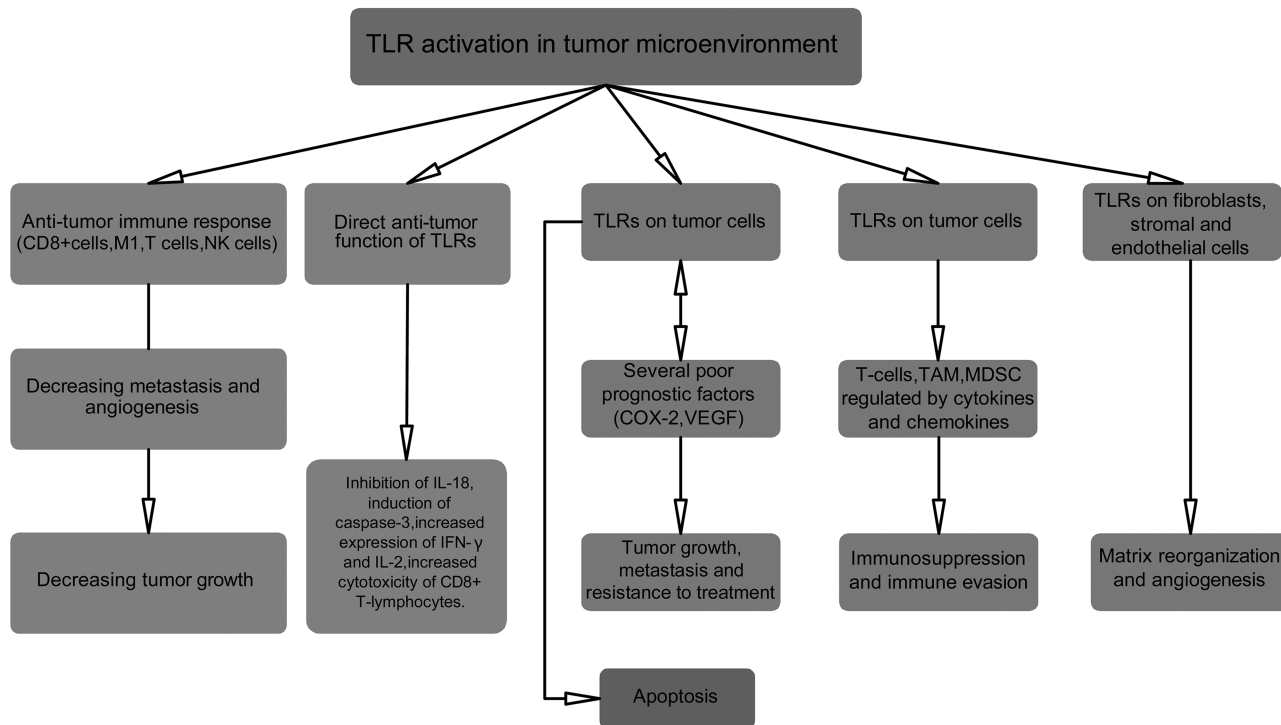 TLR activation in tumor microenvironment
Anti-tumor immune response
(CD8+cells,M1,T cells,NK cells)
Direct anti-tumor
function of TLRs
TLRs on tumor cells
TLRs on tumor cells
TLRs on fibroblasts,
stromal and
endothelial cells
Decreasing metastasis and
angiogenesis
Several poor
prognostic factors
(COX-2,VEGF)
T-cells,TAM,MDSC
regulated by cytokines
and chemokines
Decreasing tumor growth
Inhibition of IL-18,
induction of
caspase-3,increased
expression of IFN-γ
and IL-2,increased
cytotoxicity of CD8+
T-lymphocytes.
Tumor growth,
metastasis and
resistance to treatment
Immunosuppression
and immune evasion
Matrix reorganization
and angiogenesis
Apoptosis